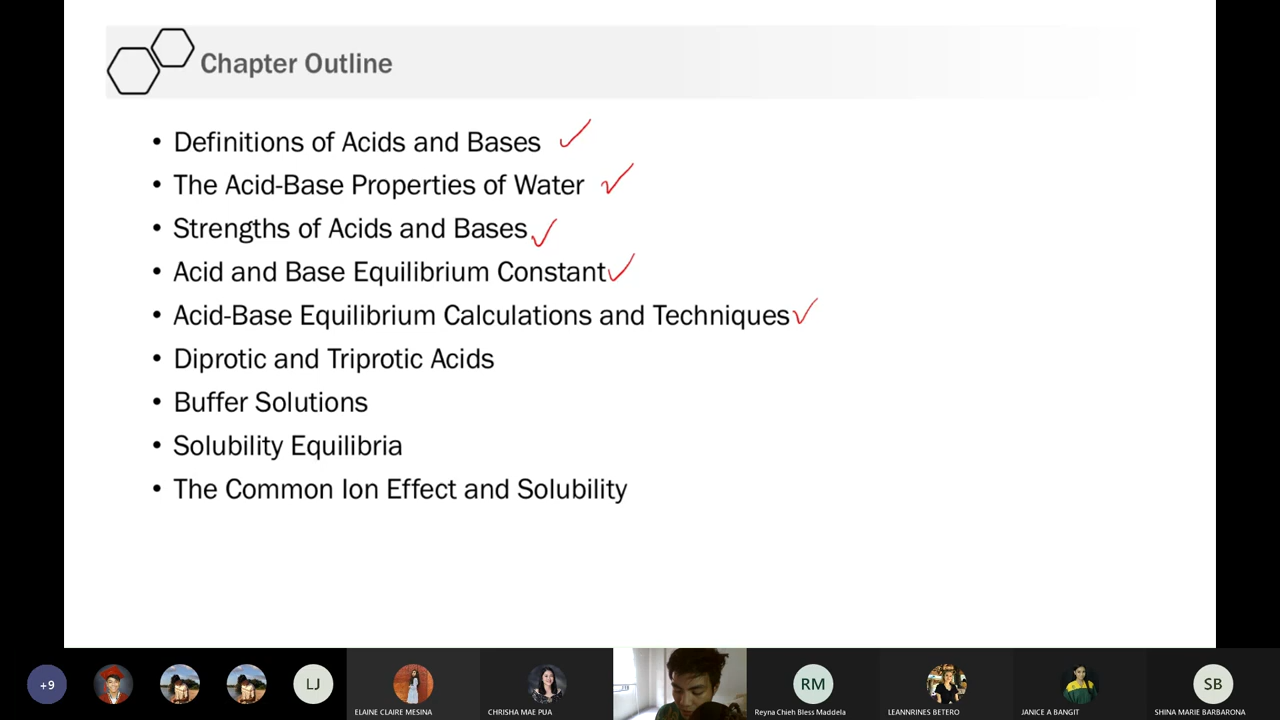 Chapter Outline
• Definitions of Acids and Bases
• The Acid-Base Properties of Water
• Strengths of Acids and Bases
• Acid and Base Equilibrium Constant
• Acid-Base Equilibrium Calculations and Techniques
• Diprotic and Triprotic Acids
• Buffer Solutions
• Solubility Equilibria
• The Common Ion Effect and Solubility
+9
LJ
RM
SB
ELAINE CLAIRE MESINA
CHRISHA MAE PUA
Reyna Chieh Bless Maddela
LEANNRINES BETERO
JANICE A BANGIT
SHINA MARIE BARBARONA